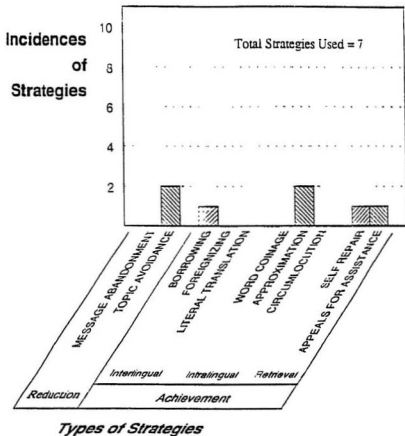 Incidences
of
Strategies
10
8
6
4
2
Total Strategies Used = 7
MESSAGE ABANDONMENT
TOPIC AVOIDANCE
BORROWING
FOREIGNIZING
LITERAL TRANSLATION
WORD COINAGE
APPROXIMATION
CIRCUMLOCUTION
SELF REPAIR
APPEALS FOR ASSISTANCE
Interlingual
Intralingual
Retrieval
Reduction
Achievement
Types of Strategies